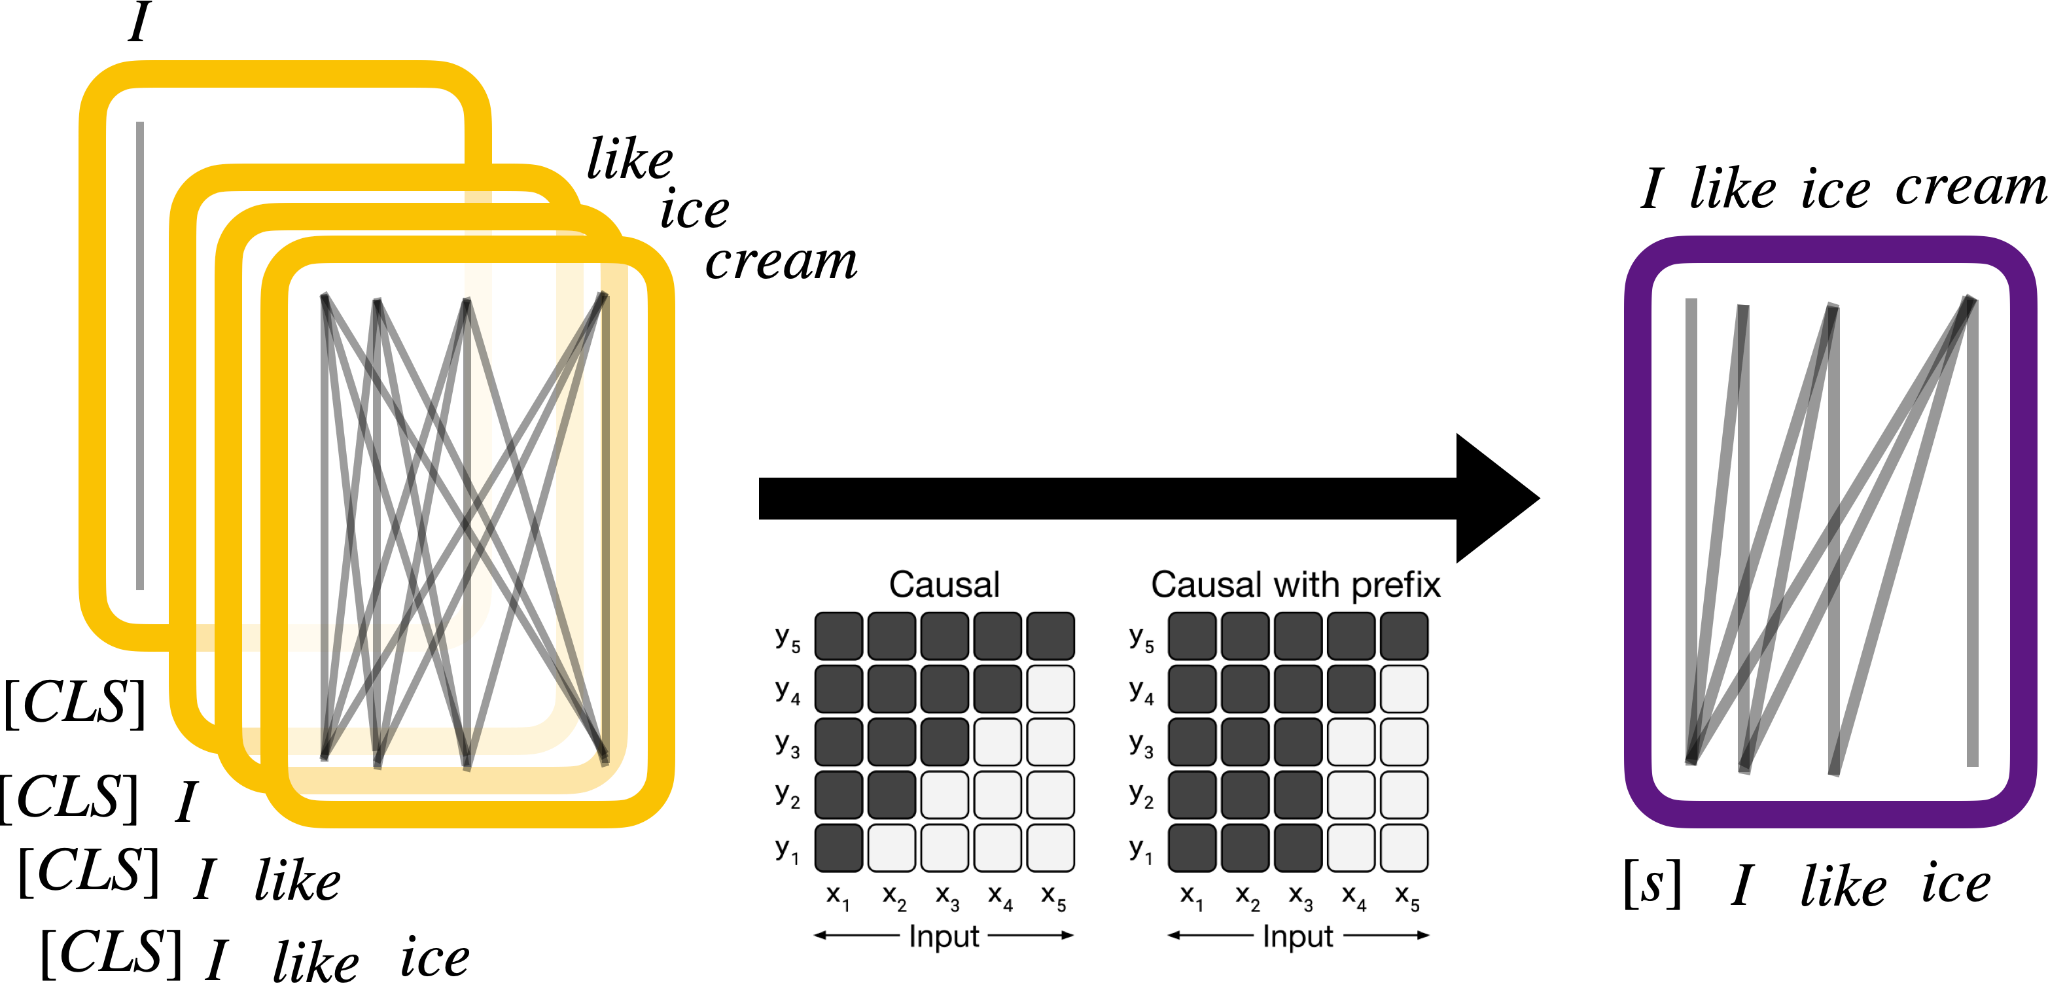 I
like
ice
cream
[CLS]
[CLS] I
[CLS] I like
[CLS] I like ice
Causal
y5
y4
y3
y2
y1
x1 x2 x3 x4 x5
Input
Causal with prefix
y5
y4
y3
y2
y1
x1 x2 x3 x4 x5
Input
I like ice cream
[s] I like ice